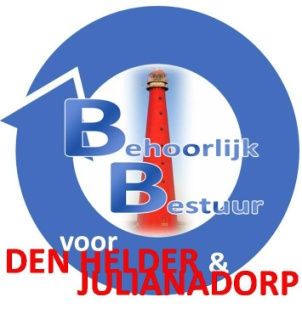 Behoorlijk
Bestuur
voor
DEN HELDER &
JULIANADORP